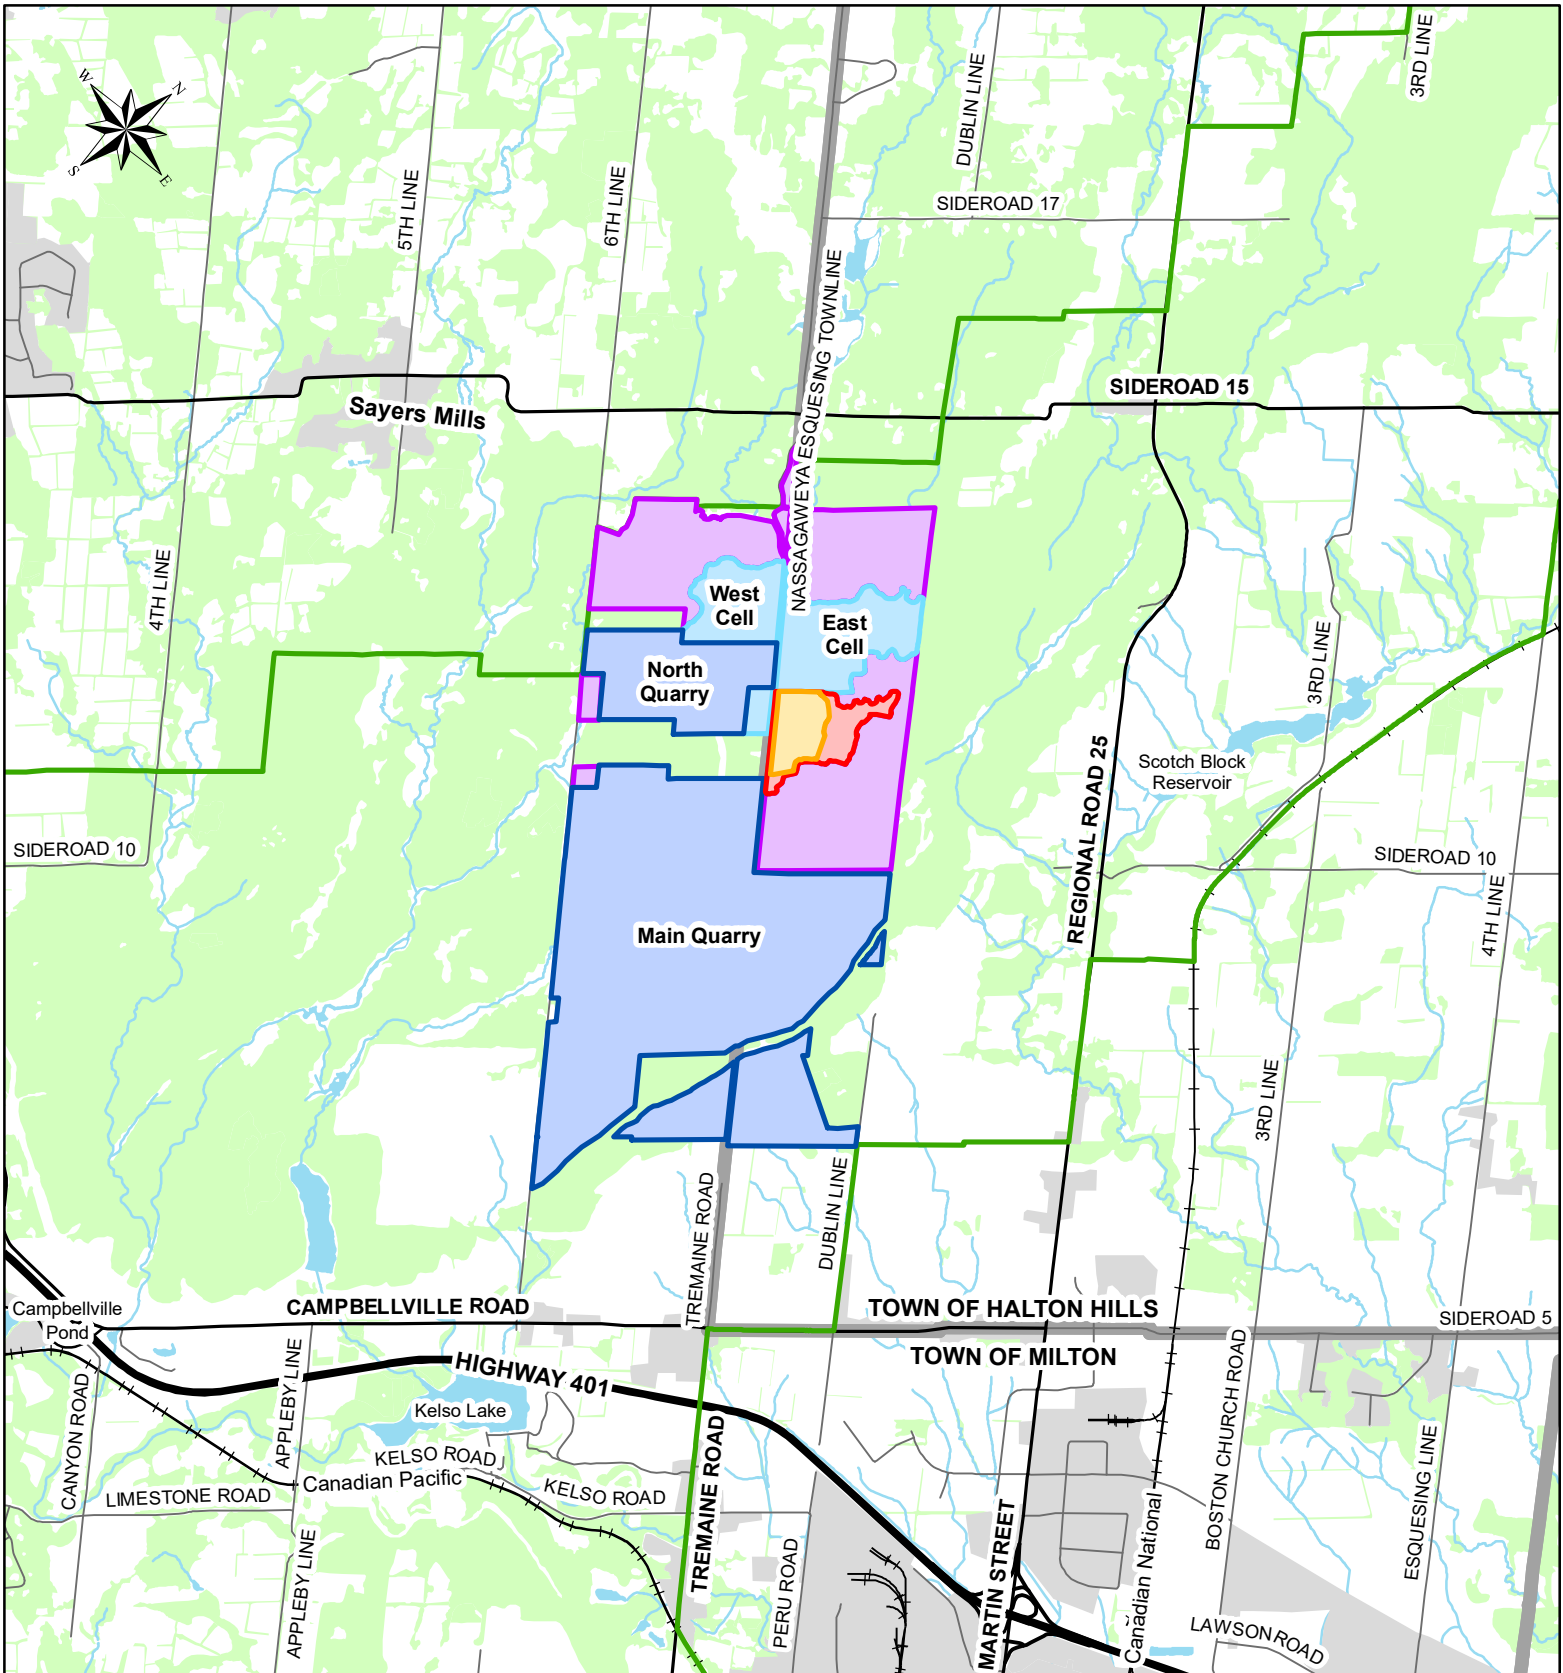 3RD LINE
DUBLIN LINE
W
N
S
E
5TH LINE
6TH LINE
SIDEROAD 17
NASSAGAWEYA ESQUESING TOWNLINE
SIDEROAD 15
Sayers Mills
4TH LINE
West
Cell
East
Cell
North
Quarry
3RD LINE
REGIONAL ROAD 25
Scotch Block
Reservoir
SIDEROAD 10
SIDEROAD 10
4TH LINE
Main Quarry
3RD LINE
TREMAINE ROAD
DUBLIN LINE
Campbellville
Pond
CAMPBELLVILLE ROAD
TOWN OF HALTON HILLS
SIDEROAD 5
TOWN OF MILTON
HIGHWAY 401
CANYON ROAD
APPLEBY LINE
Kelso Lake
KELSO ROAD
Canadian Pacific
LIMESTONE ROAD
KELSO ROAD
TREMAINE ROAD
BOSTON CHURCH ROAD
ESQUESING LINE
APPLEBY LINE
PERU ROAD
MARTIN STREET
Canadian National
LAWSON ROAD